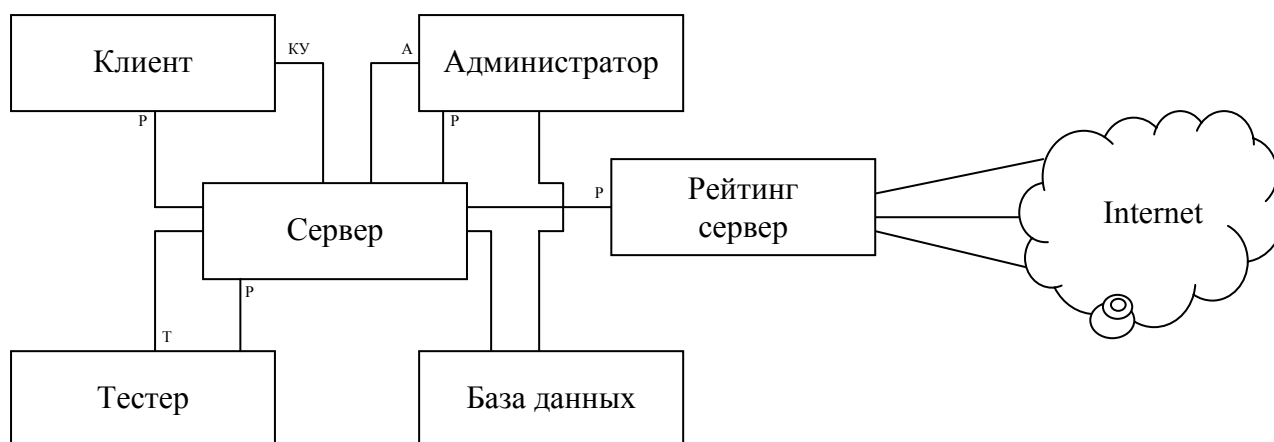 Клиент
КУ
А
Администратор
Р
Р
Рейтинг
сервер
Р
Internet
Сервер
Р
Т
Тестер
База данных